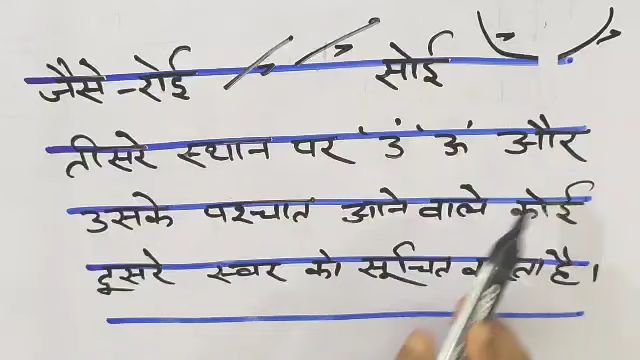 जैसे - रोई सोई
तीसरे स्थान पर 'उ' 'ऊ' और
उसके पश्चात आने वाले कोई
दूसरे स्वर को सूचित करता है।